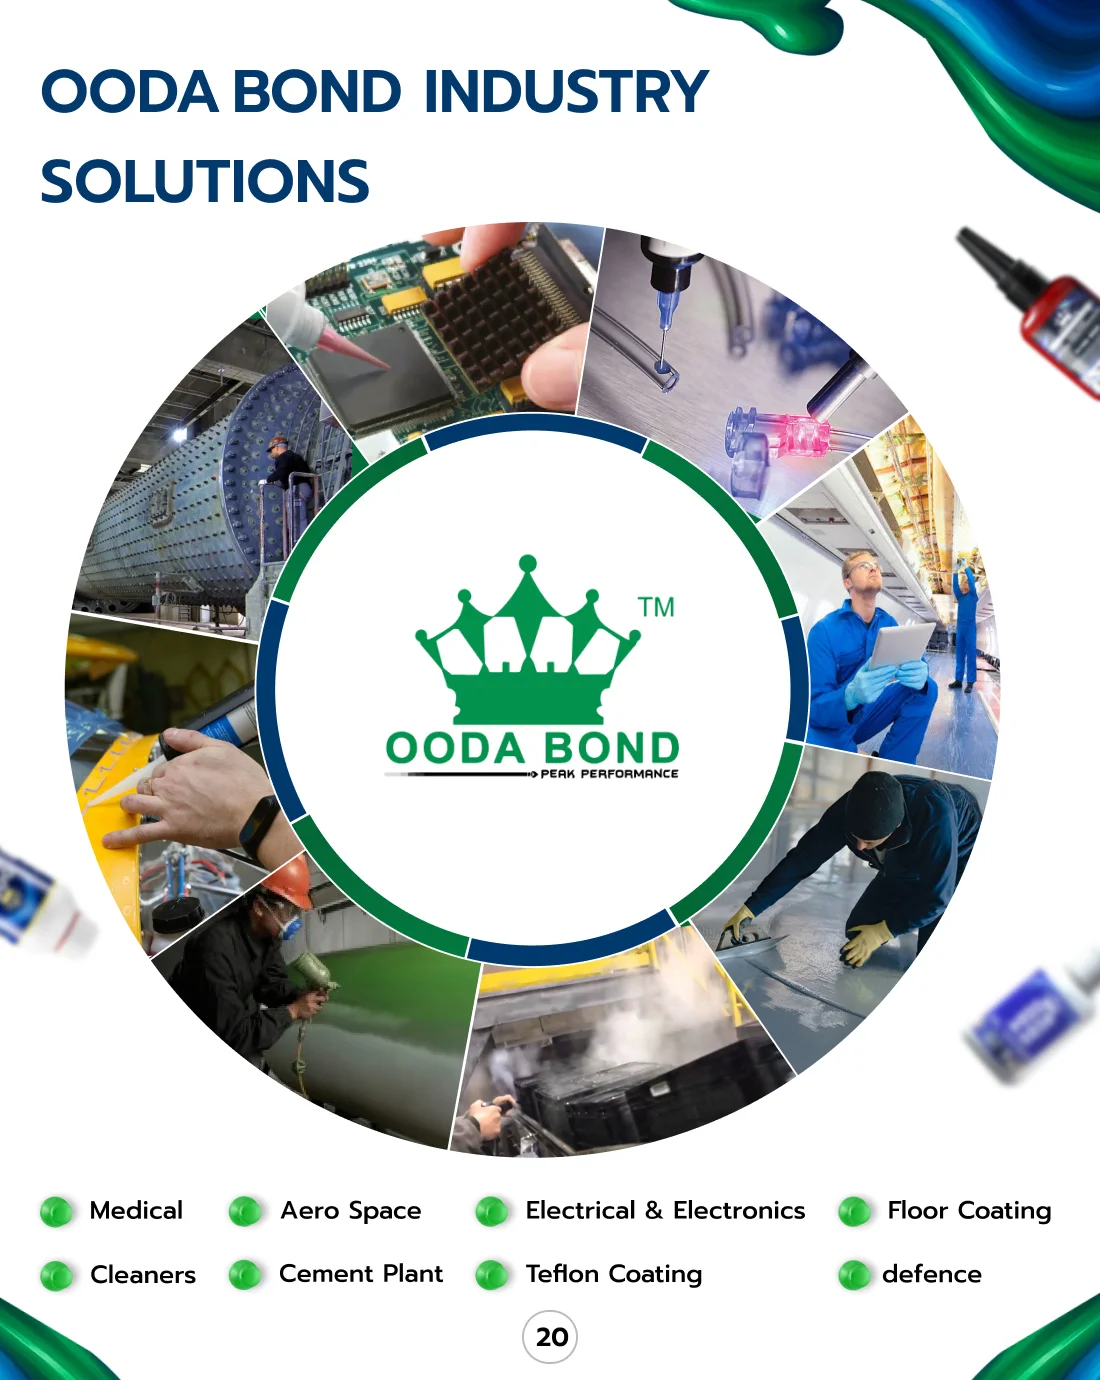 OODA BOND INDUSTRY
SOLUTIONS
TM
OODA BOND
PEAK PERFORMANCE
Medical
Aero Space
Electrical & Electronics
Floor Coating
Cleaners
Cement Plant
Teflon Coating
defence
20